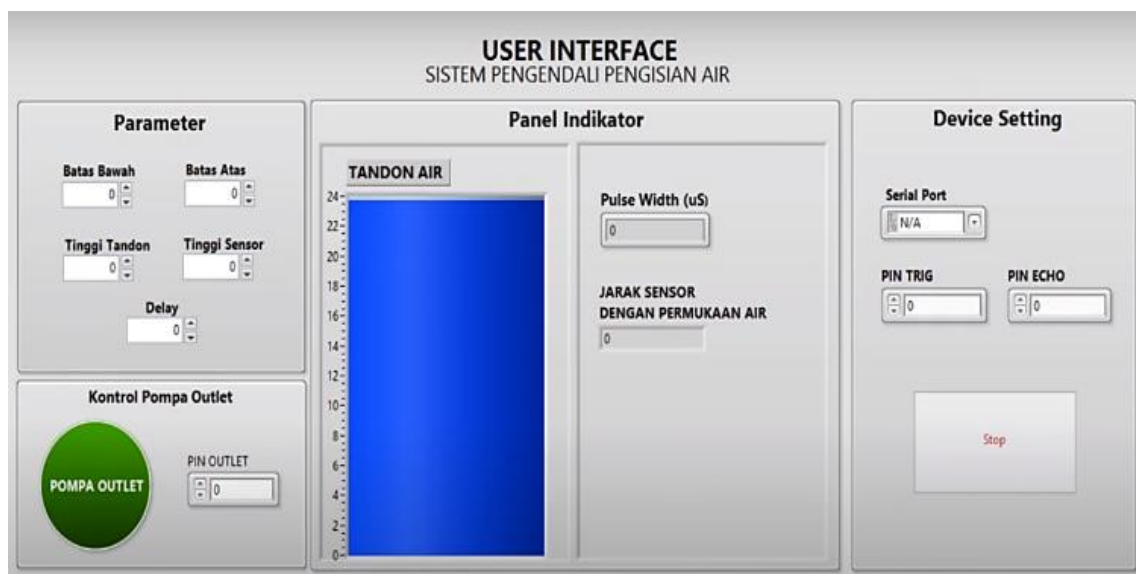 USER INTERFACE
SISTEM PENGENDALI PENGISIAN AIR
Parameter
Batas Bawah
0
Batas Atas
0
Tinggi Tandon
0
Tinggi Sensor
0
Delay
0
Kontrol Pompa Outlet
POMPA OUTLET
PIN OUTLET
0
Panel Indikator
TANDON AIR
24
22
20
18
16
14
12
10
8
6
4
2
0
Pulse Width (uS)
0
JARAK SENSOR
DENGAN PERMUKAAN AIR
0
Device Setting
Serial Port
N/A
PIN TRIG
0
PIN ECHO
0
Stop